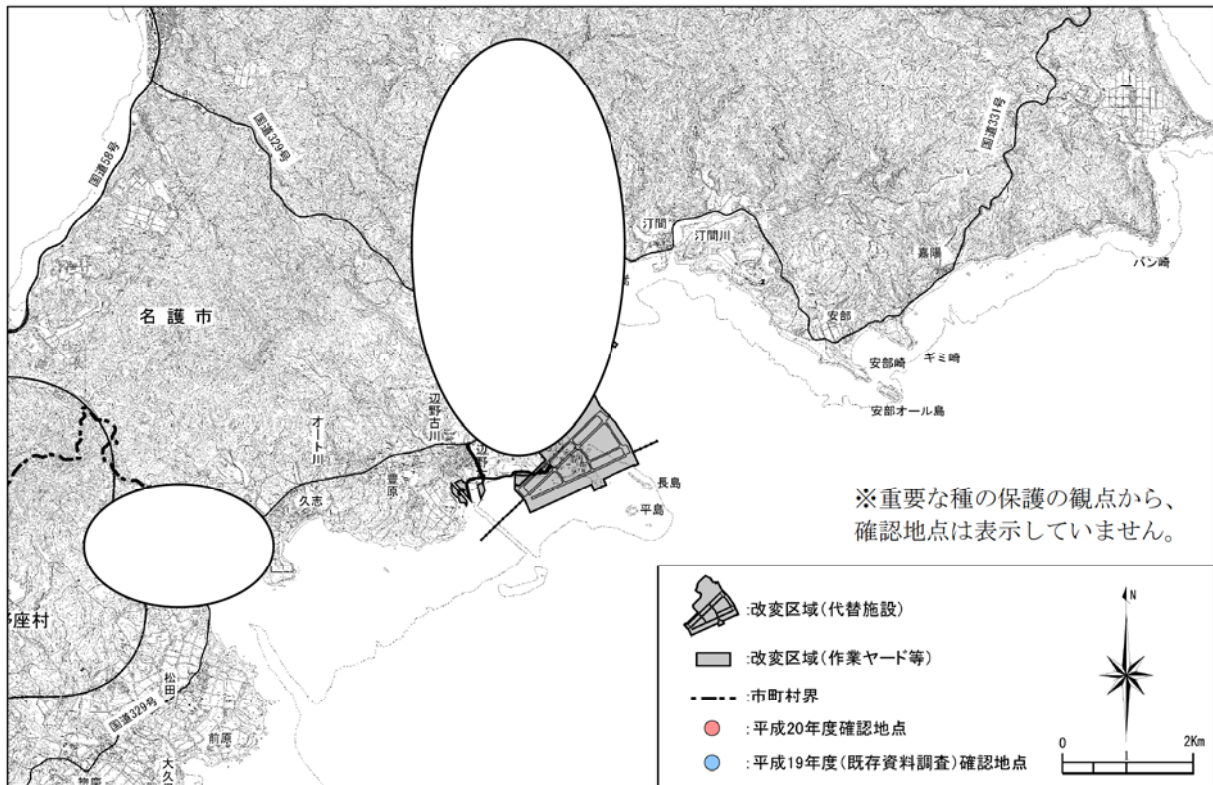 国道58号
国道329号
国道331号
汀間
汀間川
嘉陽
バン崎
名護市
安部
安部崎
ギミ崎
安部オール島
辺野古川
オート川
辺野
豊原
久志
長島
平島
※重要な種の保護の観点から、
確認地点は表示していません。
座村
松田
国道329号
前原
大久
:改変区域(代替施設)
:改変区域(作業ヤード等)
:市町村界
:平成20年度確認地点
:平成19年度(既存資料調査)確認地点
N
0
2Km